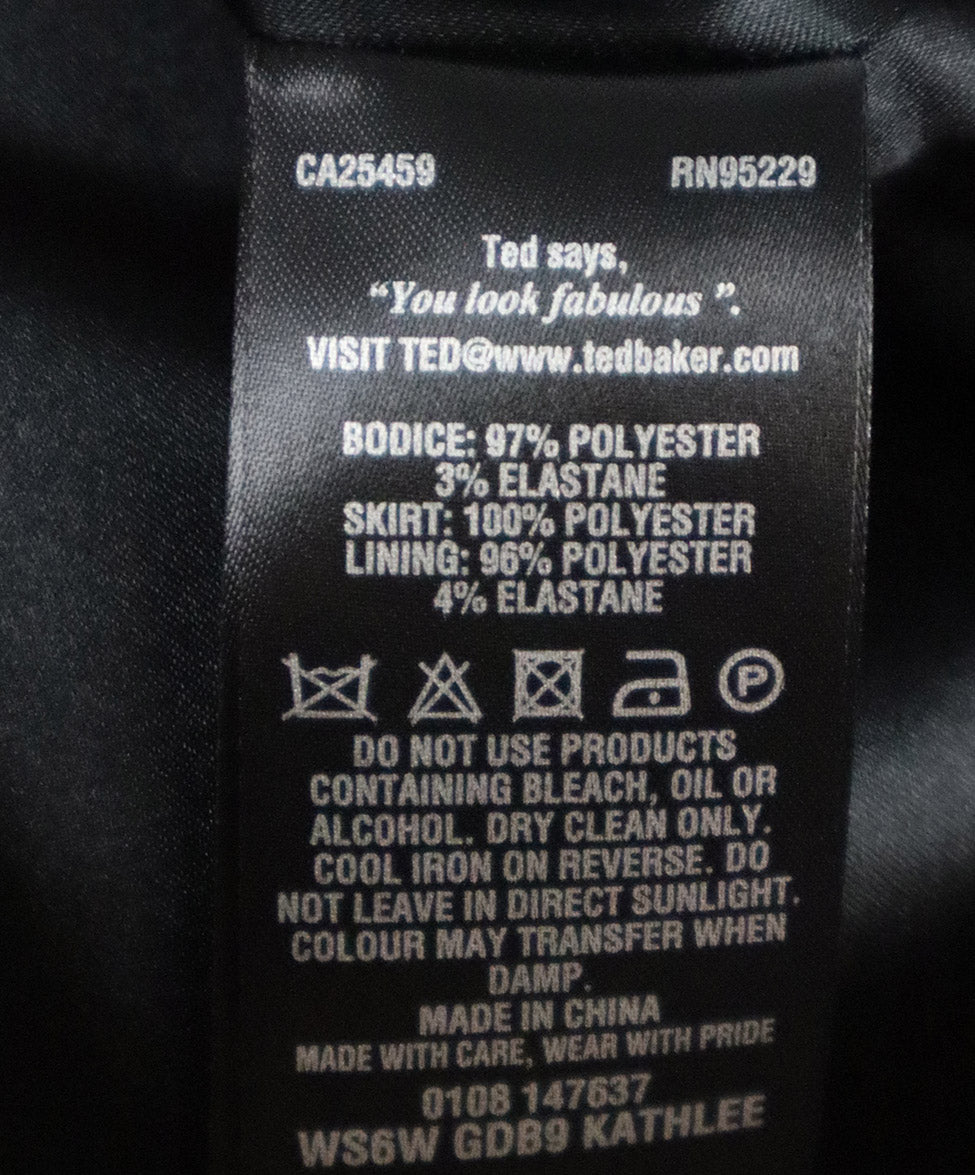 CA25459 RN95229
Ted says,
“You look fabulous ”.
VISIT TED@www.tedbaker.com
BODICE: 97% POLYESTER
3% ELASTANE
SKIRT: 100% POLYESTER
LINING: 96% POLYESTER
4% ELASTANE
P
DO NOT USE PRODUCTS
CONTAINING BLEACH, OIL OR
ALCOHOL. DRY CLEAN ONLY.
COOL IRON ON REVERSE. DO
NOT LEAVE IN DIRECT SUNLIGHT.
COLOUR MAY TRANSFER WHEN
DAMP.
MADE IN CHINA
MADE WITH CARE, WEAR WITH PRIDE
0108 147637
WS6W GDB9 KATHLEE